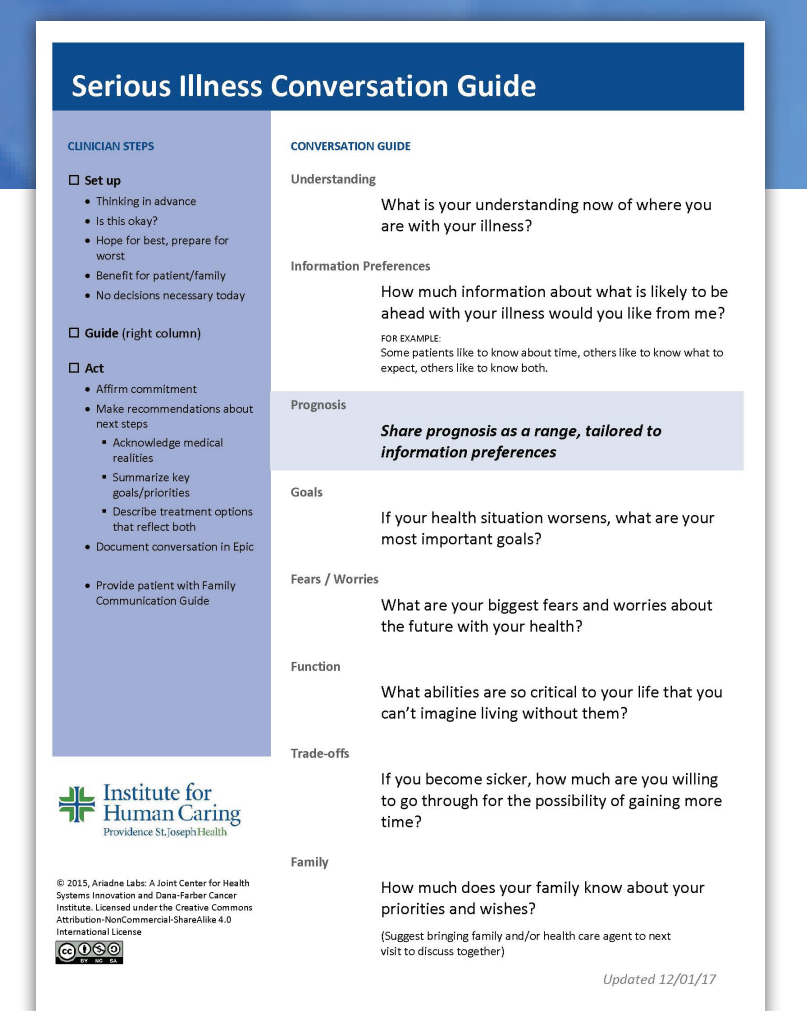 Serious Illness Conversation Guide
CLINICIAN STEPS
☐ Set up
• Thinking in advance
• Is this okay?
• Hope for best, prepare for
worst
• Benefit for patient/family
• No decisions necessary today
☐ Guide (right column)
☐ Act
• Affirm commitment
• Make recommendations about
next steps
▪ Acknowledge medical
realities
▪ Summarize key
goals/priorities
▪ Describe treatment options
that reflect both
• Document conversation in Epic
• Provide patient with Family
Communication Guide
CONVERSATION GUIDE
Understanding
What is your understanding now of where you
are with your illness?
Information Preferences
How much information about what is likely to be
ahead with your illness would you like from me?
FOR EXAMPLE:
Some patients like to know about time, others like to know what to
expect, others like to know both.
Prognosis
Share prognosis as a range, tailored to
information preferences
Goals
If your health situation worsens, what are your
most important goals?
Fears / Worries
What are your biggest fears and worries about
the future with your health?
Function
What abilities are so critical to your life that you
can't imagine living without them?
Trade-offs
If you become sicker, how much are you willing
to go through for the possibility of gaining more
time?
Family
How much does your family know about your
priorities and wishes?
(Suggest bringing family and/or health care agent to next
visit to discuss together)
Updated 12/01/17
Institute for
Human Caring
Providence St.Joseph Health
© 2015, Ariadne Labs: A Joint Center for Health
Systems Innovation and Dana-Farber Cancer
Institute. Licensed under the Creative Commons
Attribution-NonCommercial-ShareAlike 4.0
International License
cc
BY NC SA